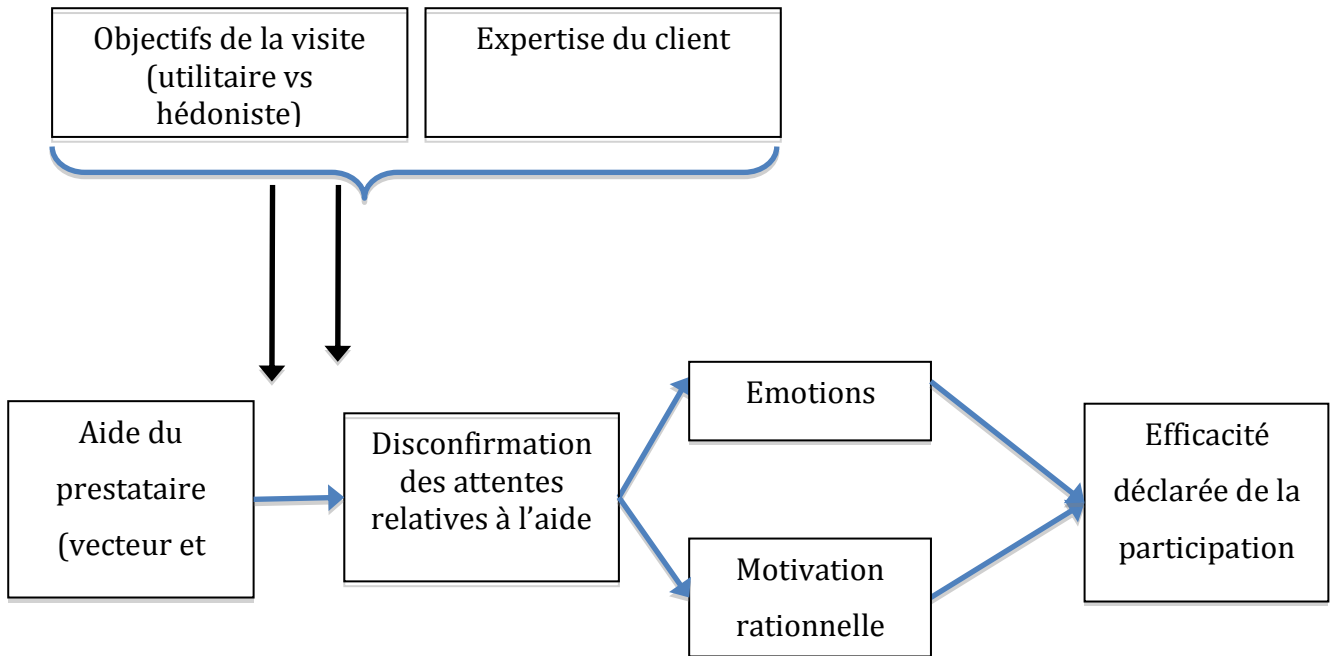 Objectifs de la visite
(utilitaire vs
hédoniste)
Expertise du client
Aide du
prestataire
(vecteur et
Disconfirmation
des attentes
relatives à l’aide
Emotions
Motivation
rationnelle
Efficacité
déclarée de la
participation